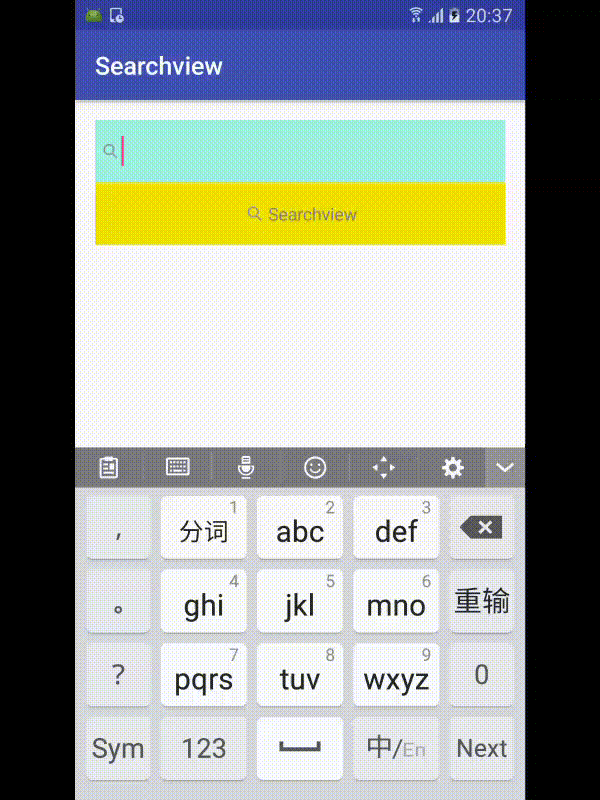 20:37
Searchview
Searchview
, 分词 1 abc 2 def 3
。 ghi 4 jkl 5 mno 6 重输
? pqrs 7 tuv 8 wxyz 9 0
Sym 123 中/En Next